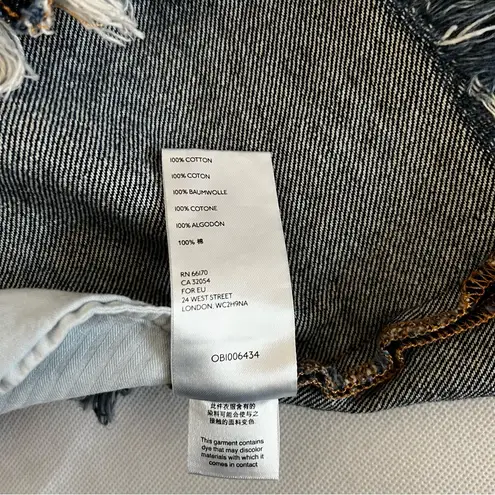 100% COTTON
100% COTON
100% BAUMWOLLE
100% COTONE
100% ALGODÓN
100% 棉
RN 66170
CA 32054
FOR EU
24 WEST STREET
LONDON, WC2H9NA
OBI006434
此件衣服含有的
染料可能会使与之
接触的面料变色
This garment contains
dye that may discolor
materials with which it
comes in contact